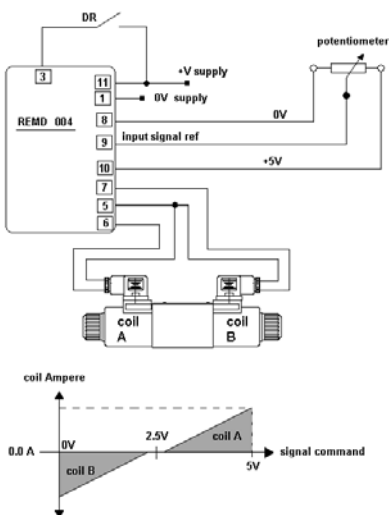 DR
potentiometer
3
11
+V supply
1
0V supply
REMD 004
8
0V
9
input signal ref
10
+5V
7
5
6
coil
A
coil
B
coil Ampere
0.0 A
0V
2.5V
coil A
signal command
coil B
5V